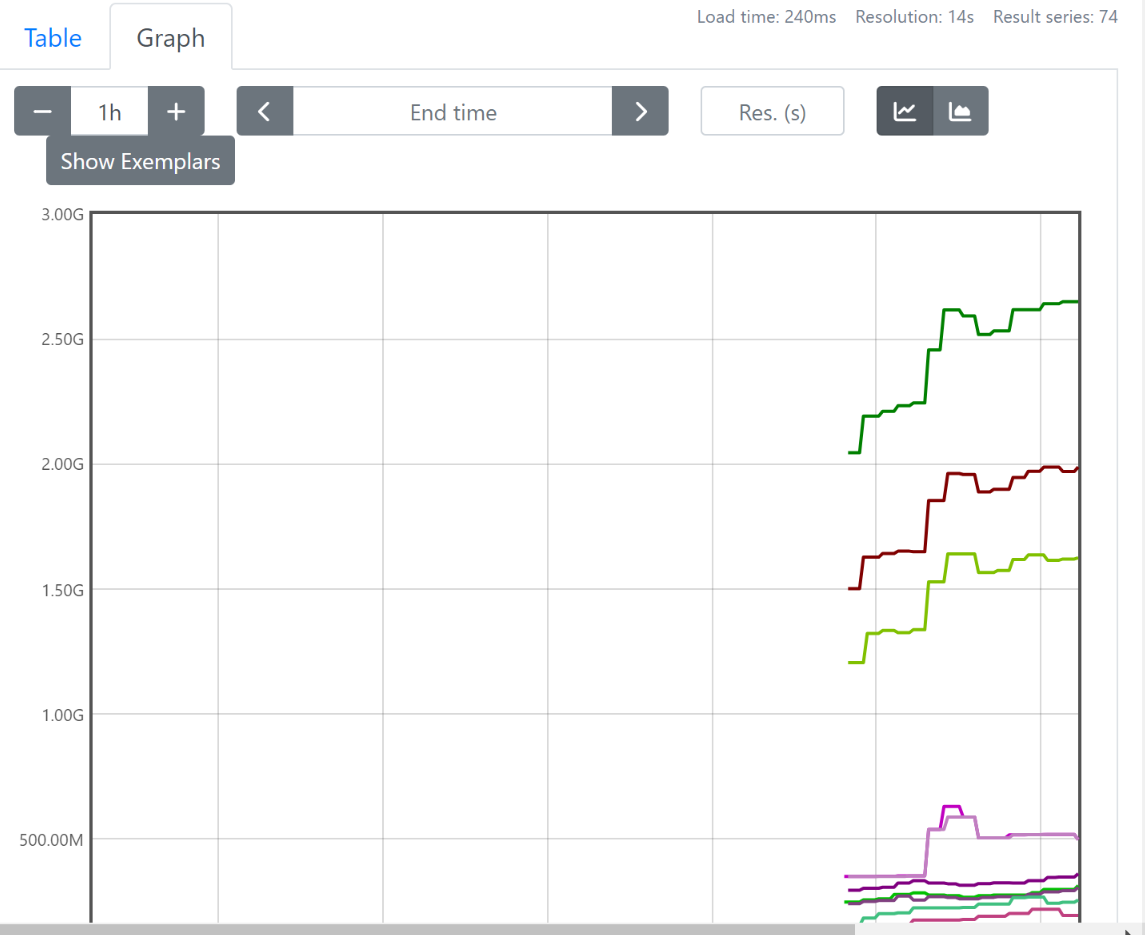 Load time: 240ms Resolution: 14s Result series: 74
Table Graph
1h End time Res. (s)
Show Exemplars
3.00G
2.50G
2.00G
1.50G
1.00G
500.00M